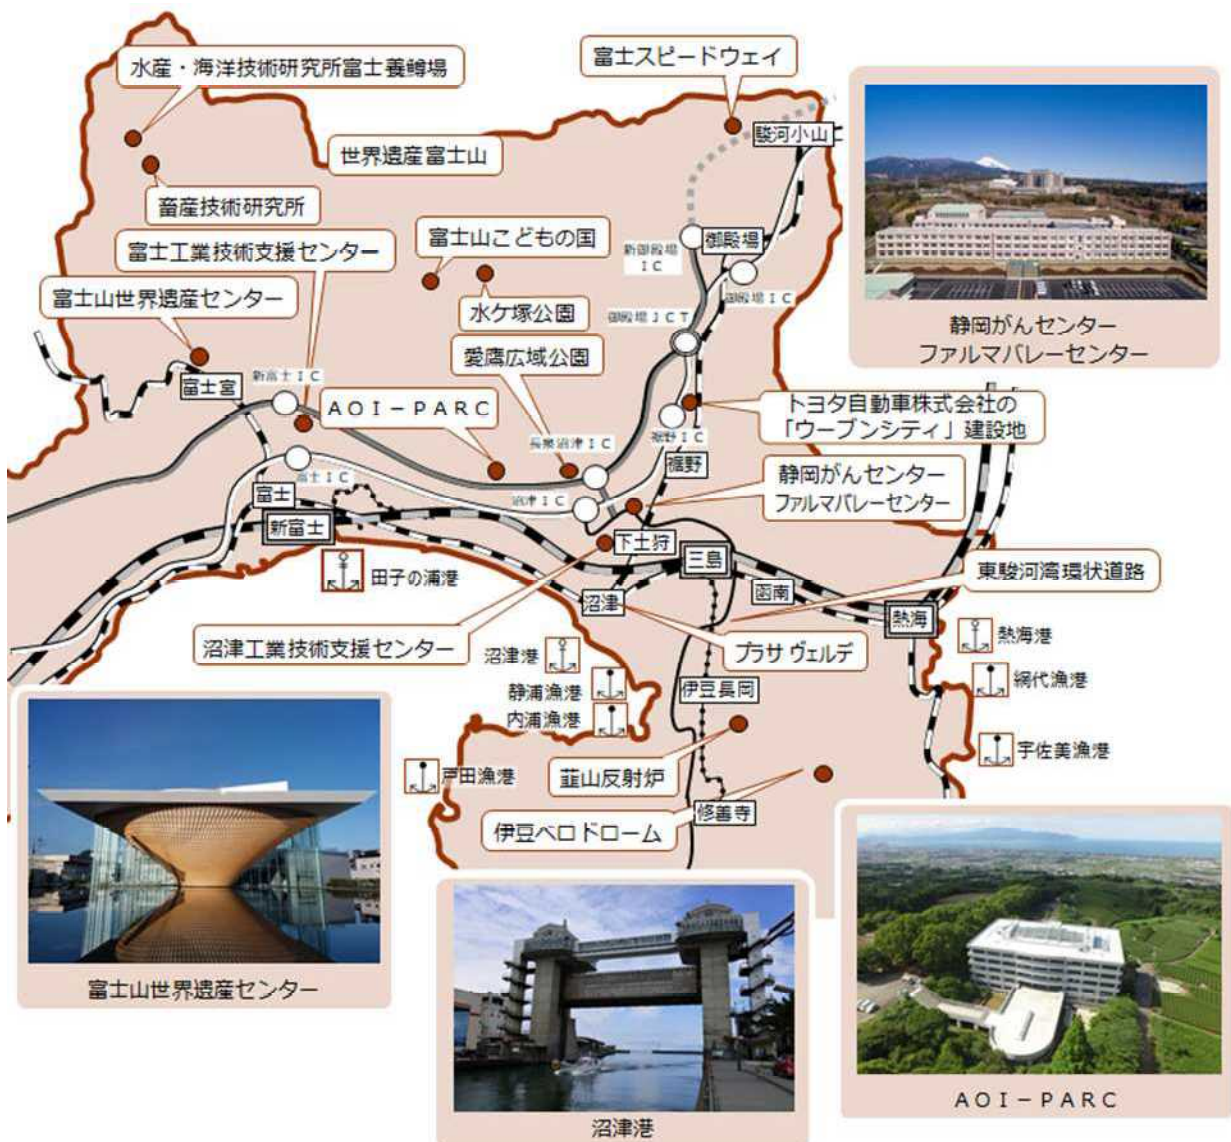 水産・海洋技術研究所富士養鱒場
富士スピードウェイ
駿河小山
世界遺産富士山
畜産技術研究所
富士工業技術支援センター
富士山こどもの国
新御殿場
IC
御殿場
富士山世界遺産センター
水ケ塚公園
御殿場IC
御殿場JCT
静岡がんセンター
ファルマバレーセンター
愛鷹広域公園
富士宮
新富士IC
AOI-PARC
トヨタ自動車株式会社の
「ウーブンシティ」建設地
長泉沼津IC
裾野IC
裾野
富士IC
富士
沼津IC
静岡がんセンター
ファルマバレーセンター
新富士
下土狩
三島
田子の浦港
沼津
函南
東駿河湾環状道路
熱海
沼津工業技術支援センター
沼津港
プラサ ヴェルデ
熱海港
静浦漁港
伊豆長岡
網代漁港
内浦漁港
宇佐美漁港
戸田漁港
韮山反射炉
伊豆ベロドローム
修善寺
富士山世界遺産センター
沼津港
AOI-PARC